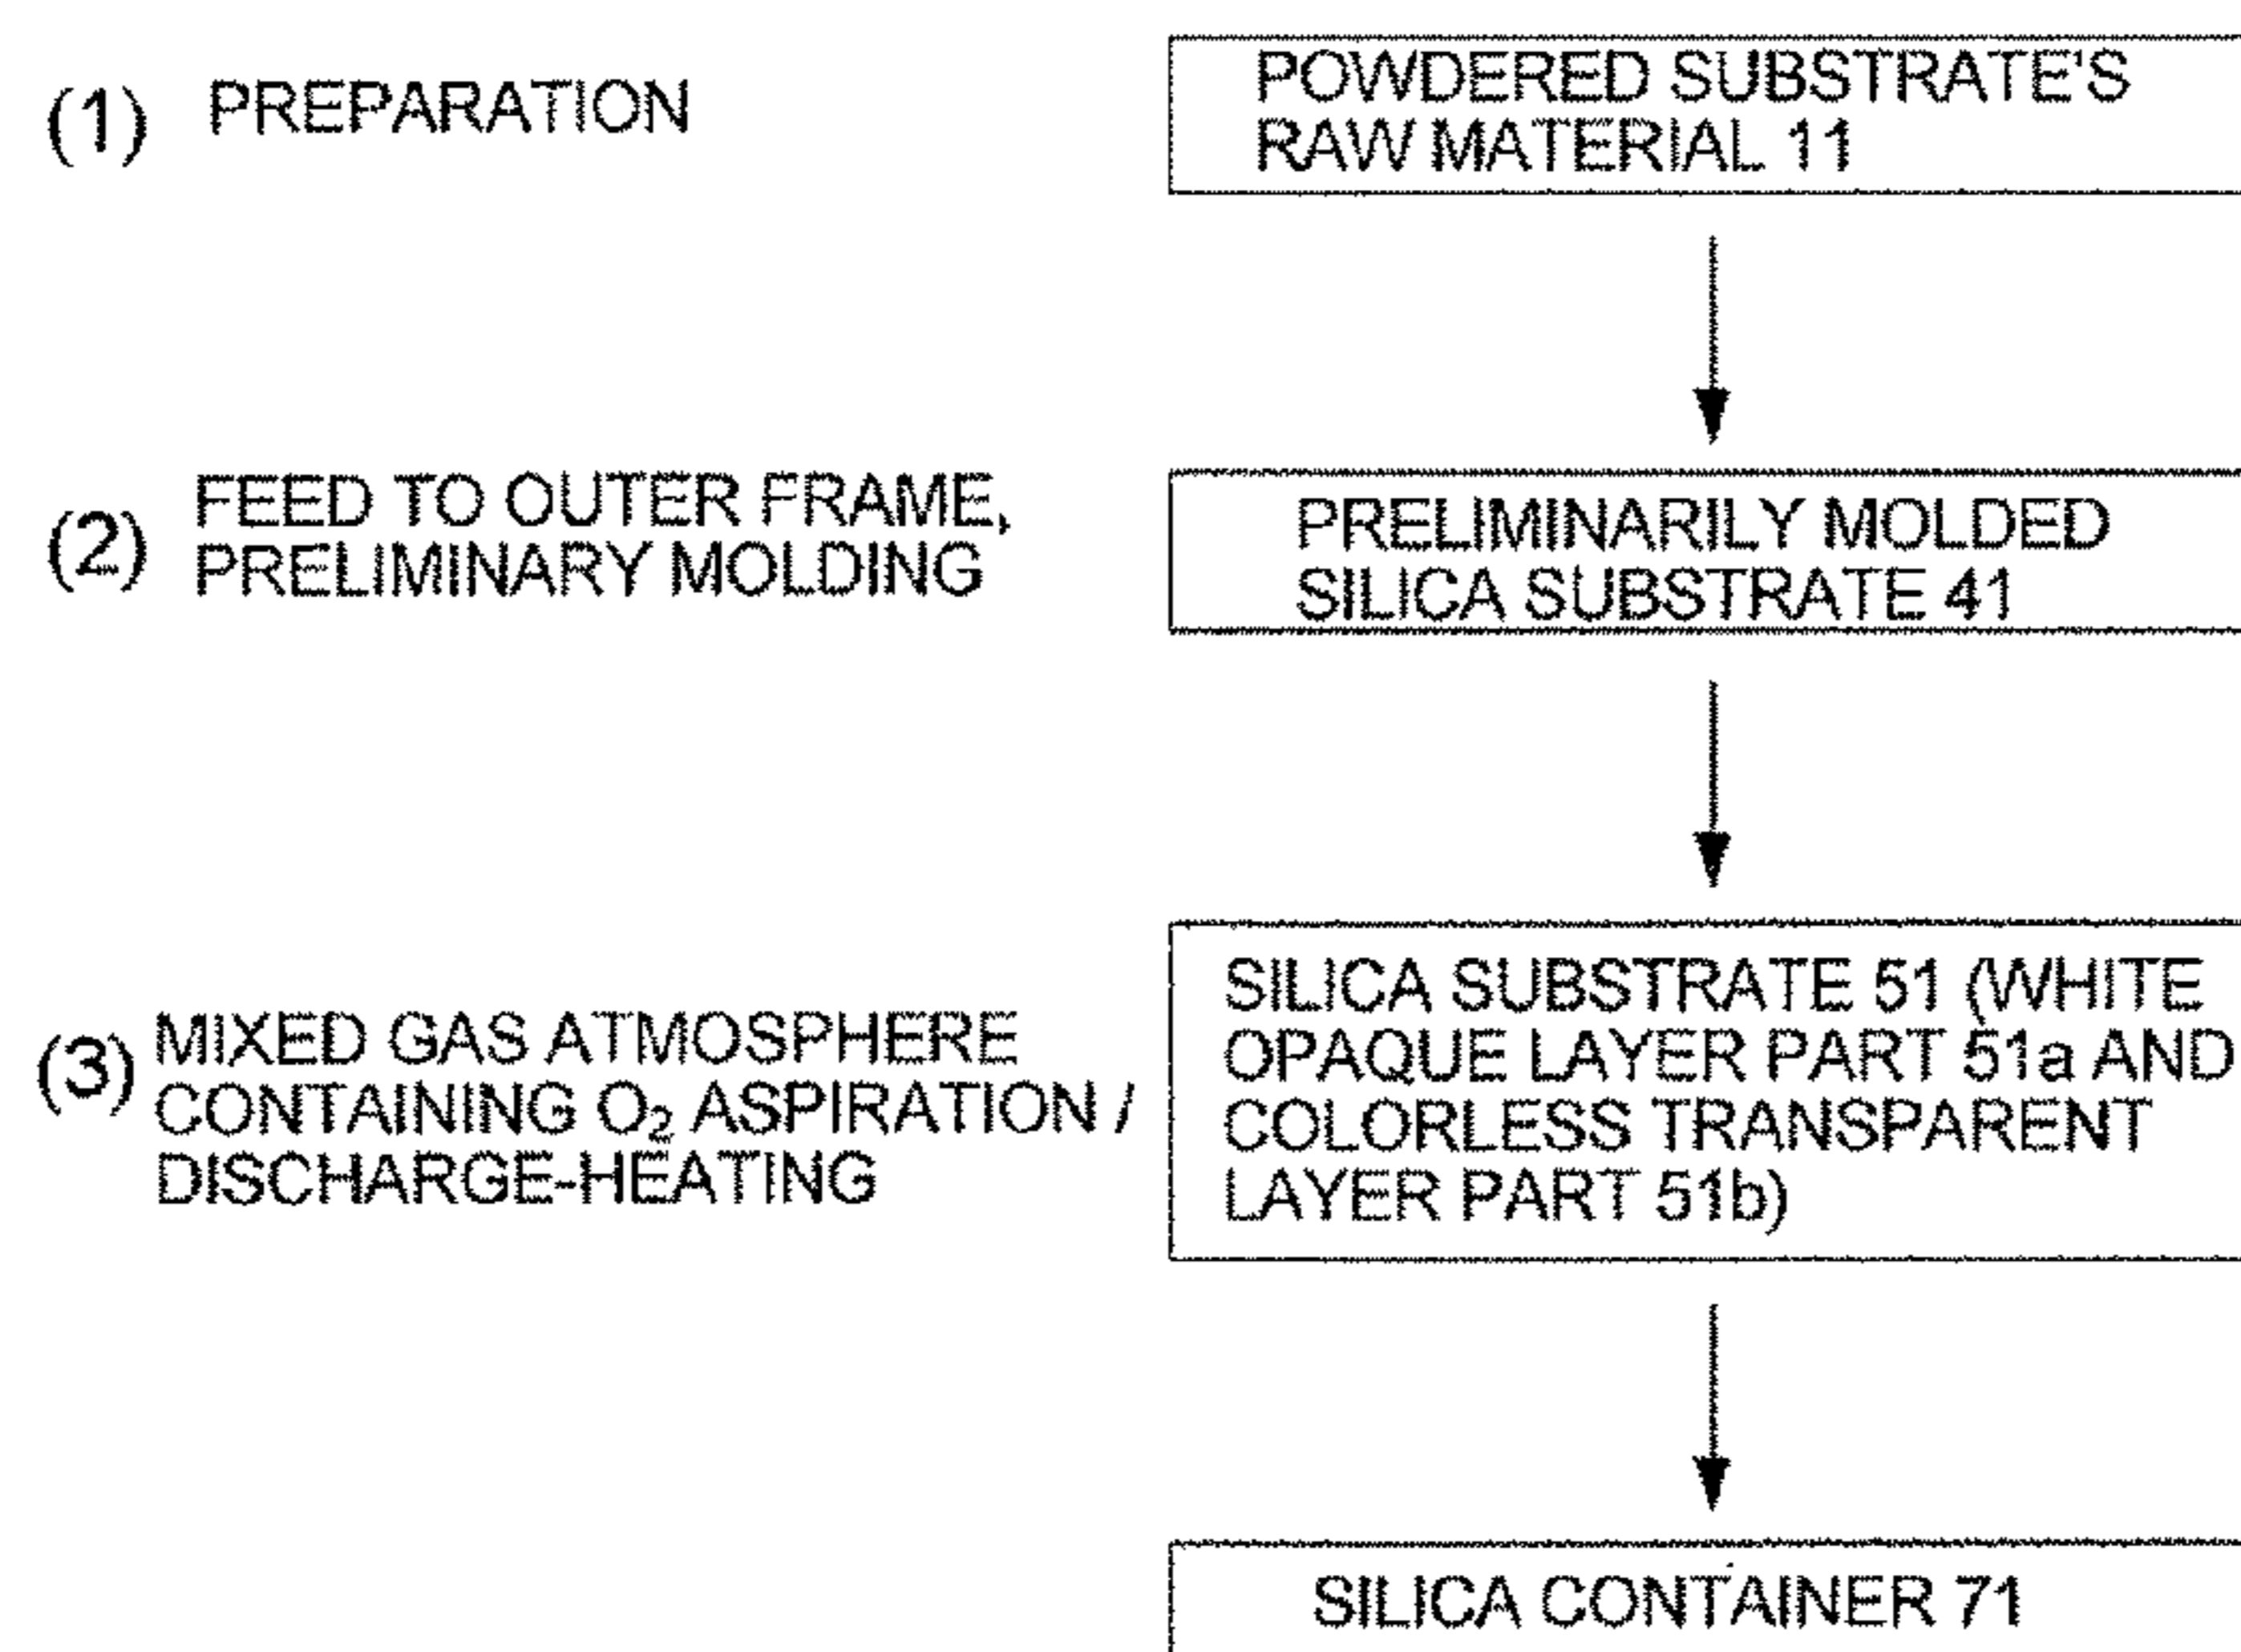 (1) PREPARATION
POWDERED SUBSTRATE'S
RAW MATERIAL 11
(2) FEED TO OUTER FRAME,
PRELIMINARY MOLDING
PRELIMINARILY MOLDED
SILICA SUBSTRATE 41
(3) MIXED GAS ATMOSPHERE
CONTAINING O₂ ASPIRATION /
DISCHARGE-HEATING
SILICA SUBSTRATE 51 (WHITE
OPAQUE LAYER PART 51a AND
COLORLESS TRANSPARENT
LAYER PART 51b)
SILICA CONTAINER 71